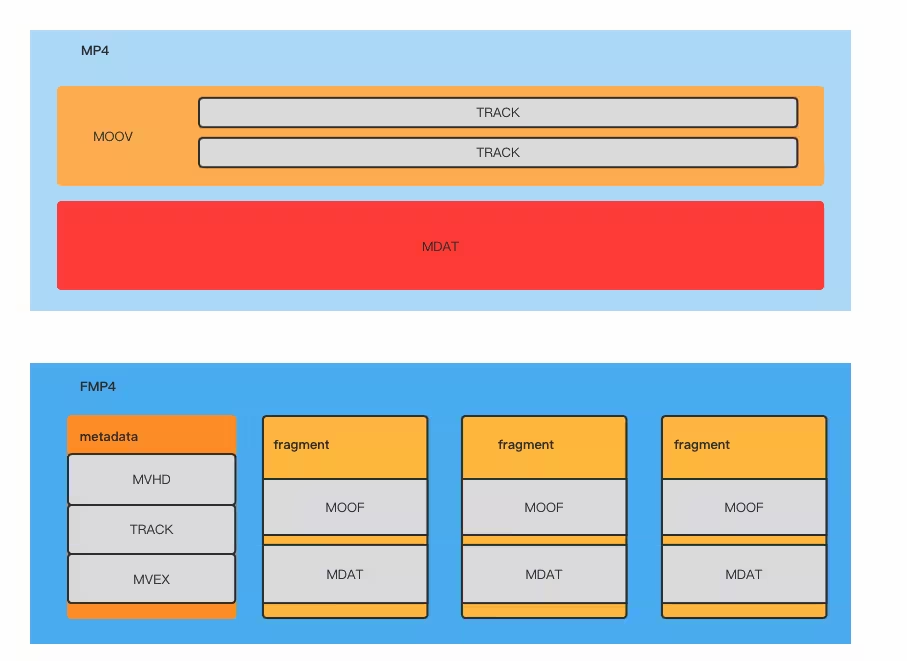 MP4
TRACK
MOOV
TRACK
MDAT
FMP4
metadata
MVHD
TRACK
MVEX
fragment
MOOF
MDAT
fragment
MOOF
MDAT
fragment
MOOF
MDAT